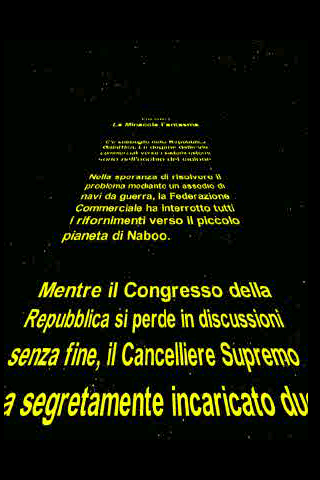 La Minaccia Fantasma
Nella speranza di risolvere il
problema mediante un assedio di
navi da guerra, la Federazione
Commerciale ha interrotto tutti
i rifornimenti verso il piccolo
pianeta di Naboo.
Mentre il Congresso della
Repubblica si perde in discussioni
senza fine, il Cancelliere Supremo
a segretamente incaricato du